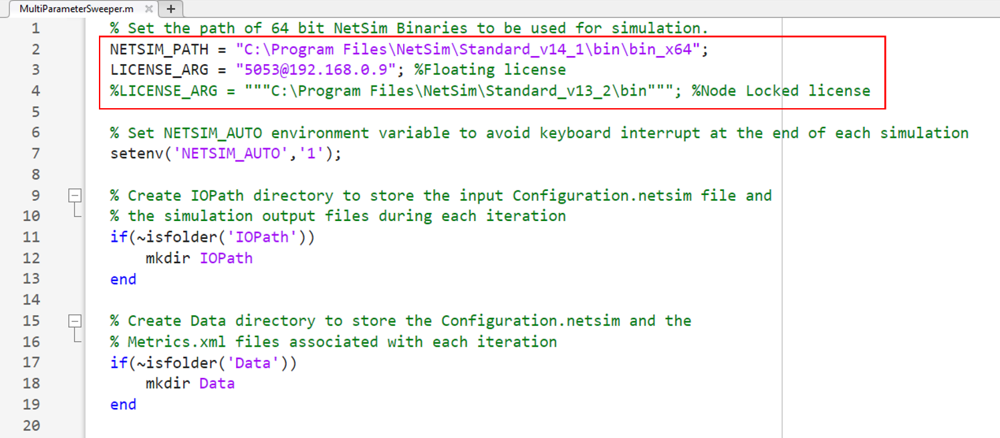 MultiParameterSweeper.m × +
1 % Set the path of 64 bit NetSim Binaries to be used for simulation.
2 NETSIM_PATH = "C:\Program Files\NetSim\Standard_v14_1\bin\bin_x64";
3 LICENSE_ARG = "5053@192.168.0.9"; %Floating license
4 %LICENSE_ARG = """C:\Program Files\NetSim\Standard_v13_2\bin"""; %Node Locked license
5
6 % Set NETSIM_AUTO environment variable to avoid keyboard interrupt at the end of each simulation
7 setenv('NETSIM_AUTO','1');
8
9 % Create IOPath directory to store the input Configuration.netsim file and
10 % the simulation output files during each iteration
11 if(~isfolder('IOPath'))
12     mkdir IOPath
13 end
14
15 % Create Data directory to store the Configuration.netsim and the
16 % Metrics.xml files associated with each iteration
17 if(~isfolder('Data'))
18     mkdir Data
19 end
20